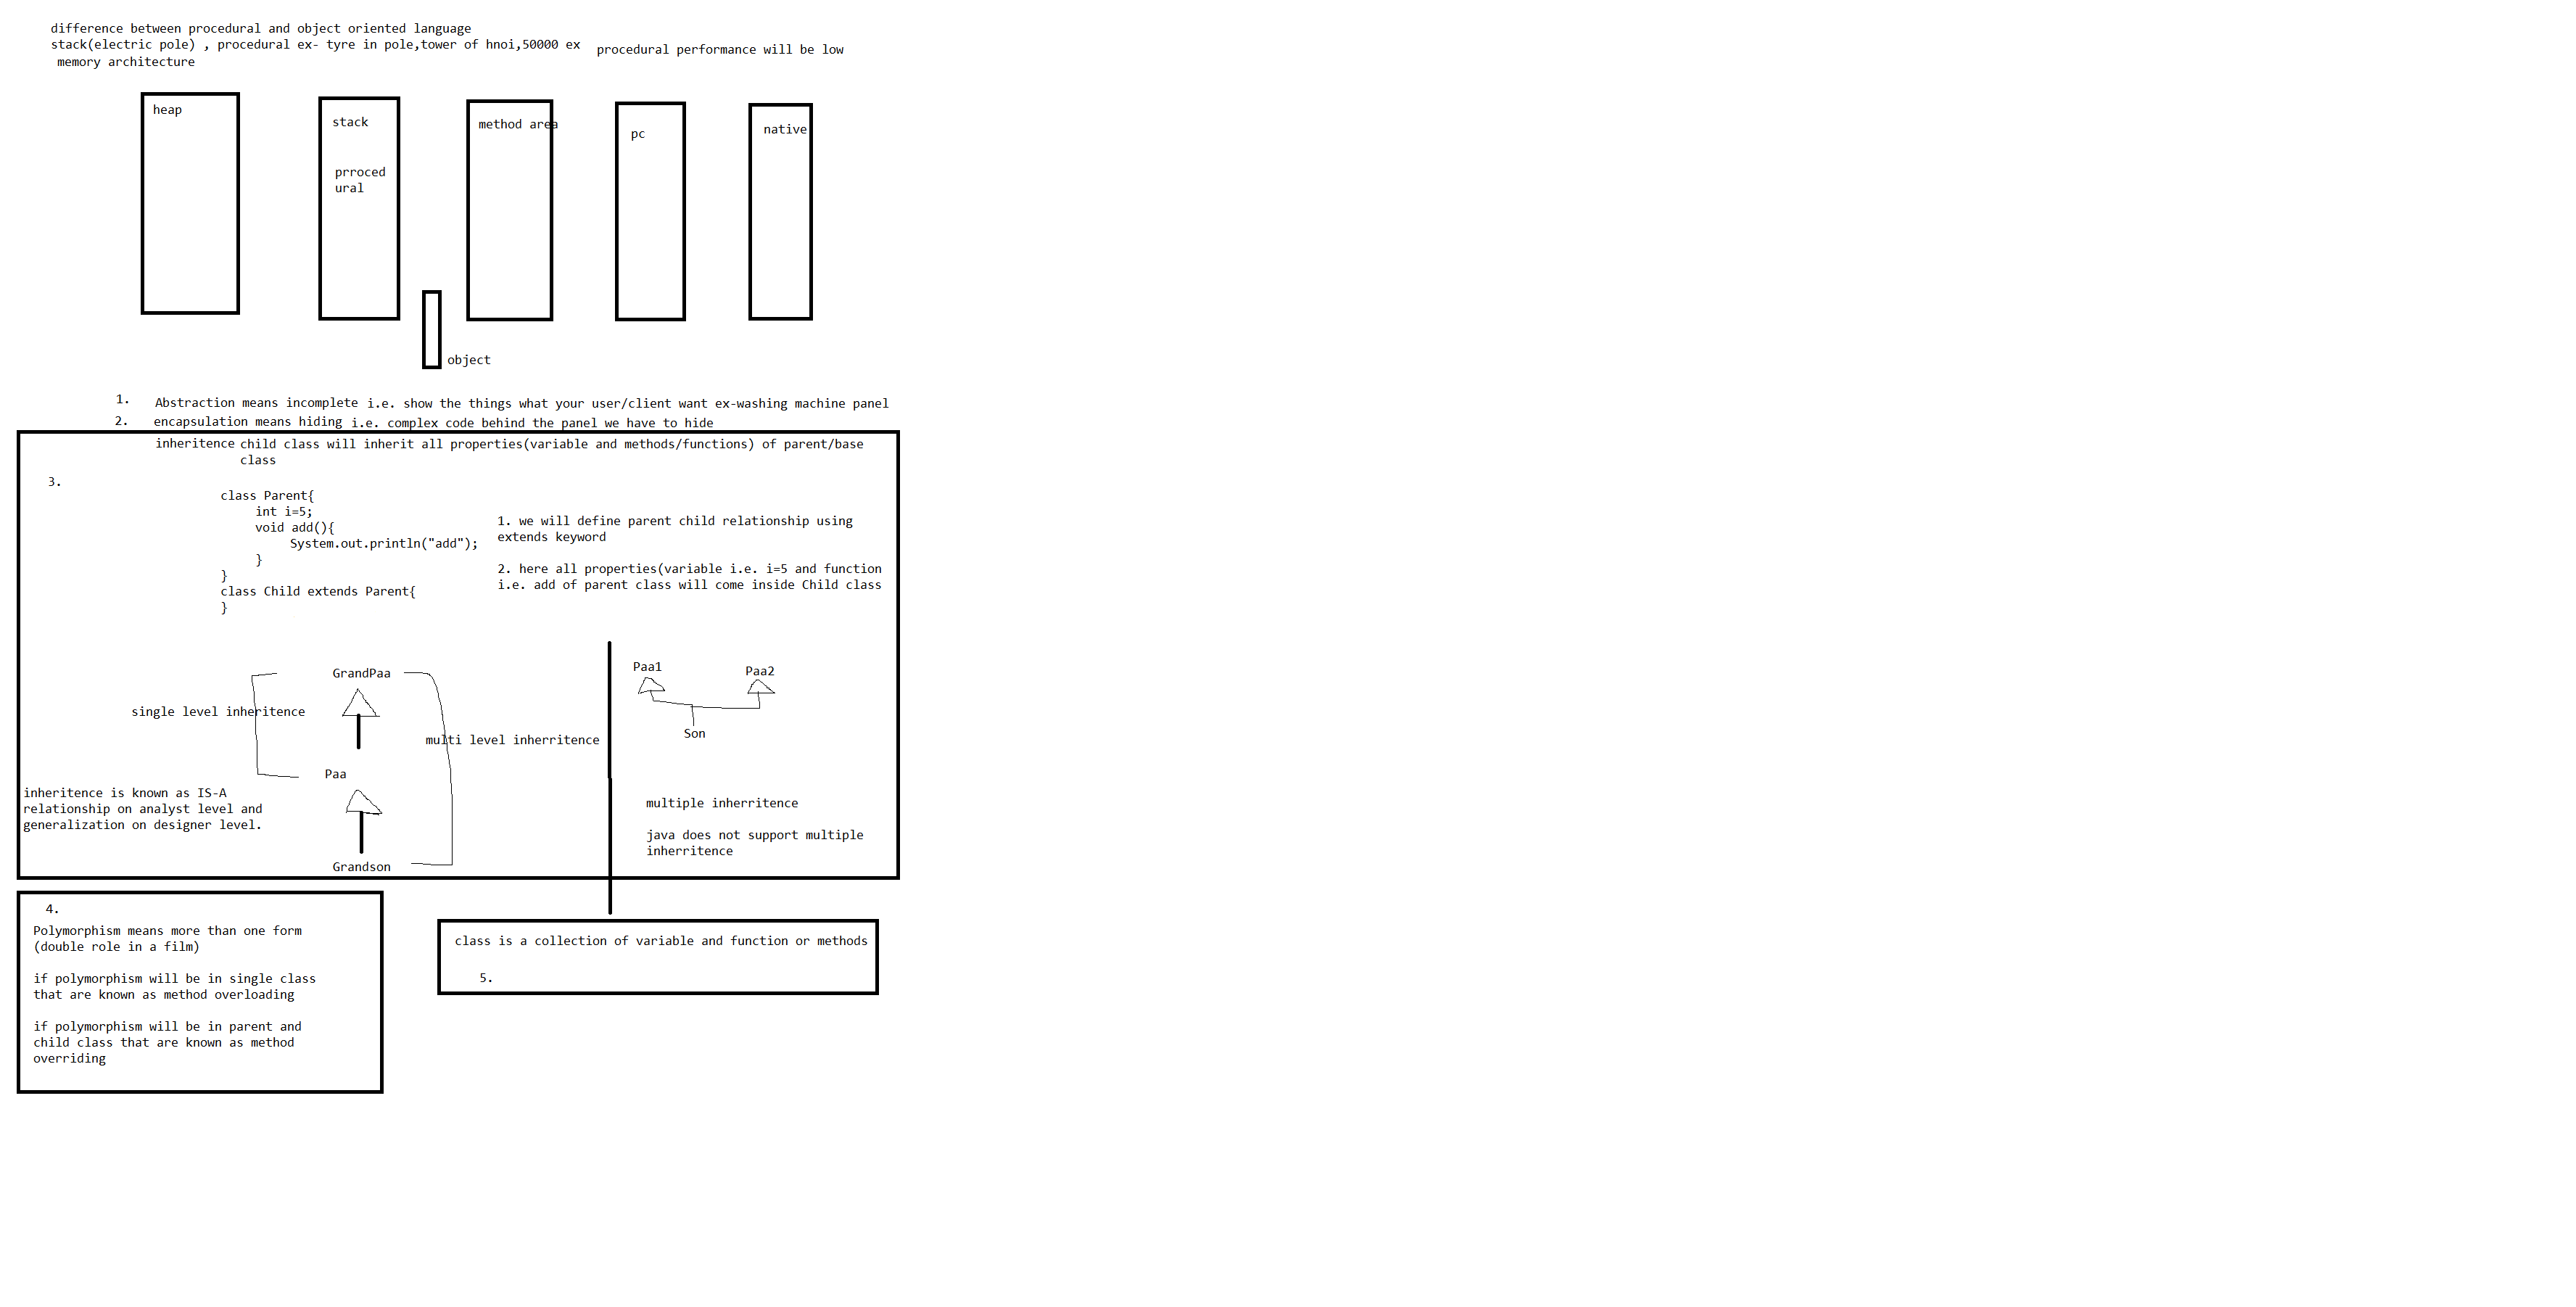 difference between procedural and object oriented language
stack(electric pole) , procedural ex- tyre in pole,tower of hnoi,50000 ex
procedural performance will be low
memory architecture
heap
stack
prroced
ural
method area
pc
native
object
1.
Abstraction means incomplete i.e. show the things what your user/client want ex-washing machine panel
2.
encapsulation means hiding i.e. complex code behind the panel we have to hide
inheritence child class will inherit all properties(variable and methods/functions) of parent/base
class
3.
class Parent{
int i=5;
void add(){
System.out.println("add");
}
}
class Child extends Parent{
}
1. we will define parent child relationship using
extends keyword
2. here all properties(variable i.e. i=5 and function
i.e. add of parent class will come inside Child class
GrandPaa
single level inheritence
multi level inherritence
Paa
inheritence is known as IS-A
relationship on analyst level and
generalization on designer level.
Grandson
Paa1
Paa2
Son
multiple inherritence
java does not support multiple
inherritence
4.
Polymorphism means more than one form
(double role in a film)
if polymorphism will be in single class
that are known as method overloading
if polymorphism will be in parent and
child class that are known as method
overriding
class is a collection of variable and function or methods
5.